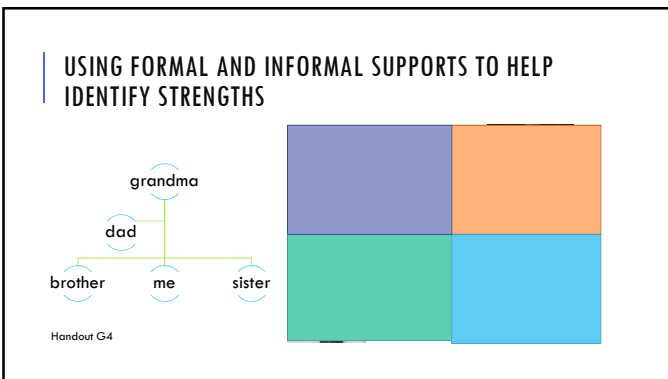 USING FORMAL AND INFORMAL SUPPORTS TO HELP
IDENTIFY STRENGTHS
grandma
dad
brother me sister
Handout G4